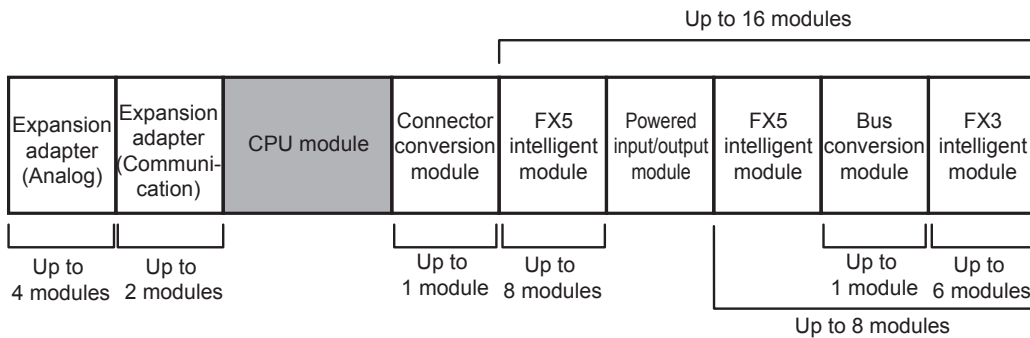 Up to 16 modules
Expansion
adapter
(Analog)
Expansion
adapter
(Communi-
cation)
CPU module
Connector
conversion
module
FX5
intelligent
module
Powered
input/output
module
FX5
intelligent
module
Bus
conversion
module
FX3
intelligent
module
Up to
4 modules
Up to
2 modules
Up to
1 module
Up to
8 modules
Up to
1 module
Up to
6 modules
Up to 8 modules